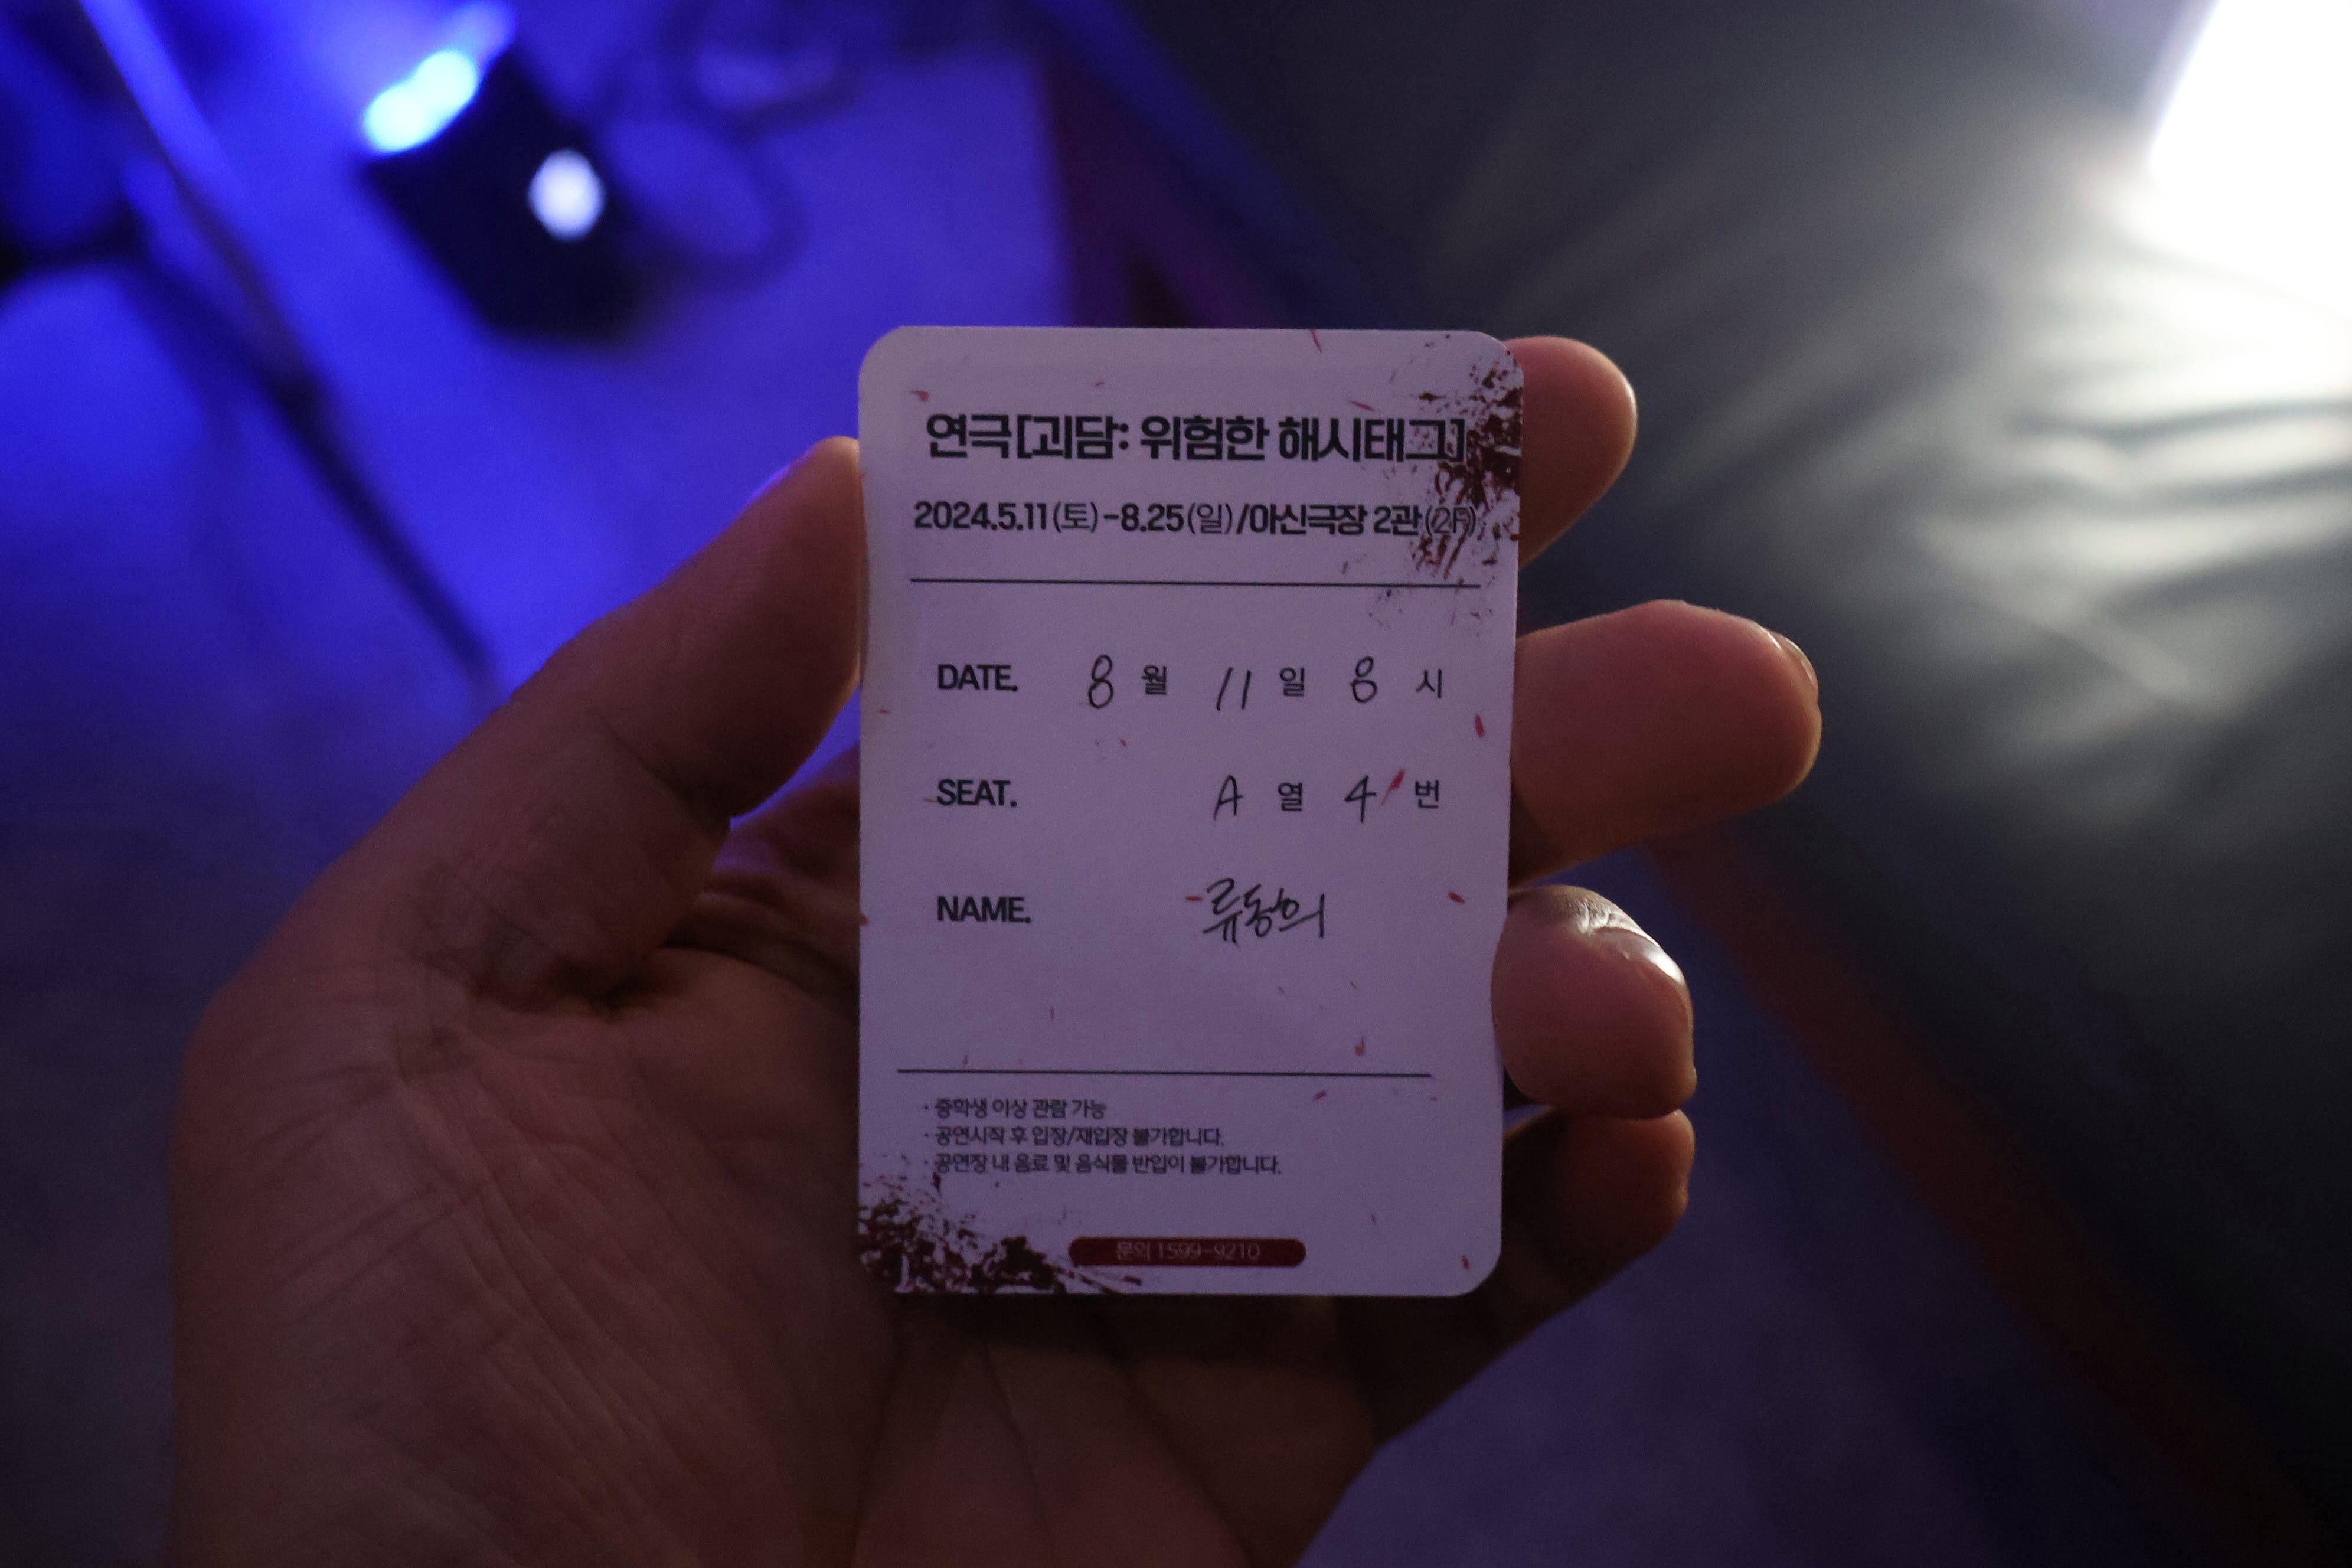 연극[괴담: 위험한 해시태그]
2024.5.11(토)-8.25(일)/아신극장 2관(2F)
DATE. 8 월 11 일 8 시
SEAT. A 열 4 번
NAME. 류동희
· 중학생 이상 관람 가능
· 공연시작 후 입장/재입장 불가합니다.
· 공연장 내 음료 및 음식물 반입이 불가합니다.
문의 1599-9210